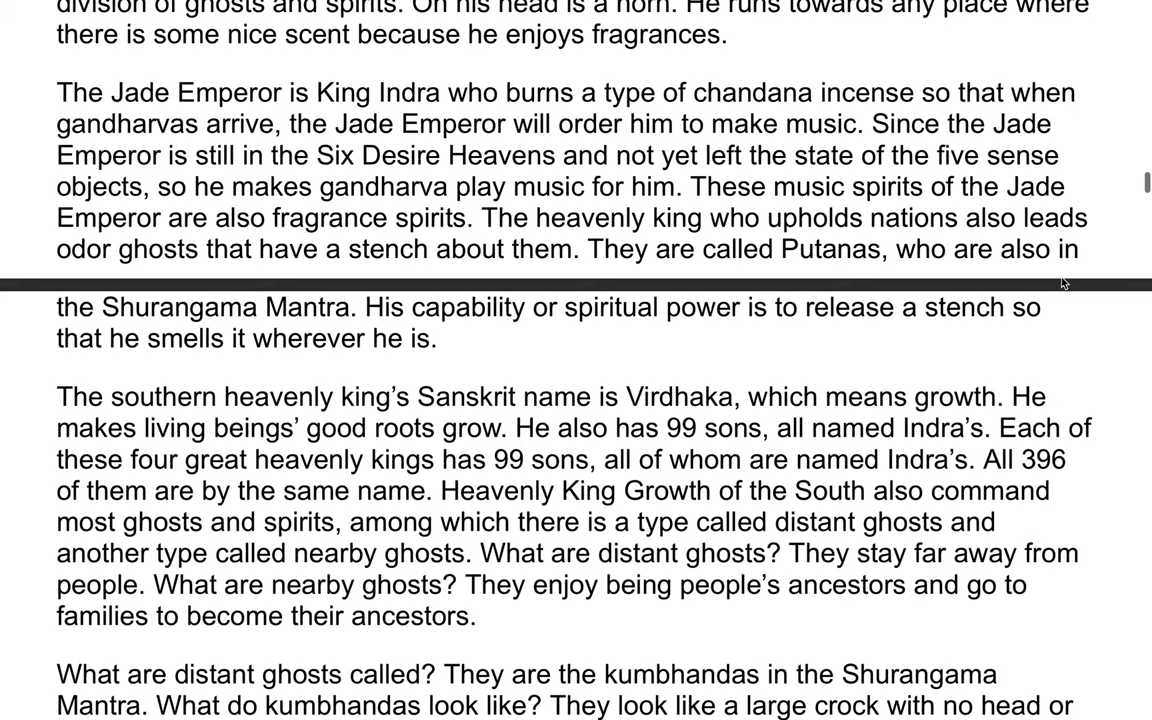 division of ghosts and spirits. On his head is a horn. He runs towards any place where
there is some nice scent because he enjoys fragrances.
The Jade Emperor is King Indra who burns a type of chandana incense so that when
gandharvas arrive, the Jade Emperor will order him to make music. Since the Jade
Emperor is still in the Six Desire Heavens and not yet left the state of the five sense
objects, so he makes gandharva play music for him. These music spirits of the Jade
Emperor are also fragrance spirits. The heavenly king who upholds nations also leads
odor ghosts that have a stench about them. They are called Putanas, who are also in
the Shurangama Mantra. His capability or spiritual power is to release a stench so
that he smells it wherever he is.
The southern heavenly king’s Sanskrit name is Virdhaka, which means growth. He
makes living beings’ good roots grow. He also has 99 sons, all named Indra’s. Each of
these four great heavenly kings has 99 sons, all of whom are named Indra’s. All 396
of them are by the same name. Heavenly King Growth of the South also command
most ghosts and spirits, among which there is a type called distant ghosts and
another type called nearby ghosts. What are distant ghosts? They stay far away from
people. What are nearby ghosts? They enjoy being people’s ancestors and go to
families to become their ancestors.
What are distant ghosts called? They are the kumbhandas in the Shurangama
Mantra. What do kumbhandas look like? They look like a large crock with no head or